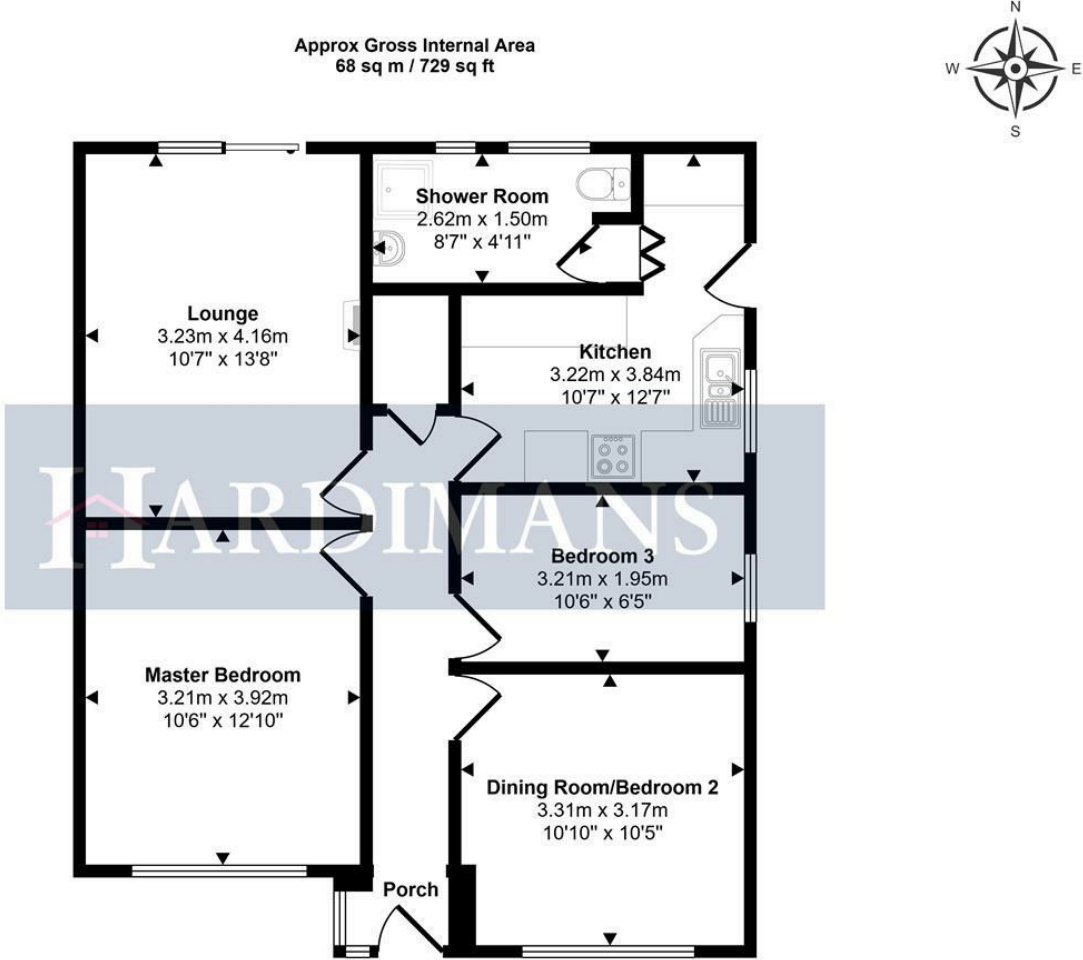 Approx Gross Internal Area
68 sq m / 729 sq ft
N
W
E
S
Shower Room
2.62m x 1.50m
8'7" x 4'11"
Lounge
3.23m x 4.16m
10'7" x 13'8"
Kitchen
3.22m x 3.84m
10'7" x 12'7"
HARDIMANS
Bedroom 3
3.21m x 1.95m
10'6" x 6'5"
Master Bedroom
3.21m x 3.92m
10'6" x 12'10"
Dining Room/Bedroom 2
3.31m x 3.17m
10'10" x 10'5"
Porch